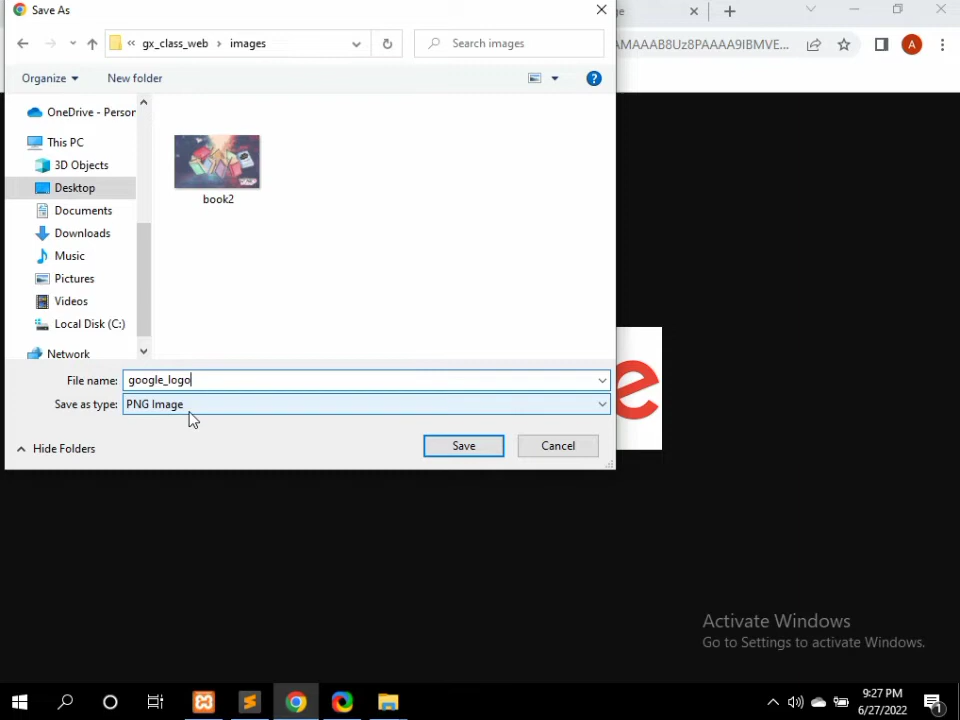 Save As
ge
gx_class_web
images
Search images
AMAAAB8Uz8PAAAA9IBMVE...
A
Organize
New folder
?
OneDrive - Person
This PC
3D Objects
Desktop
Documents
Downloads
Music
Pictures
Videos
Local Disk (C:)
Network
book2
File name:
google_logo
Save as type:
PNG Image
Hide Folders
Save
Cancel
e
Activate Windows
Go to Settings to activate Windows.
9:27 PM
6/27/2022
1